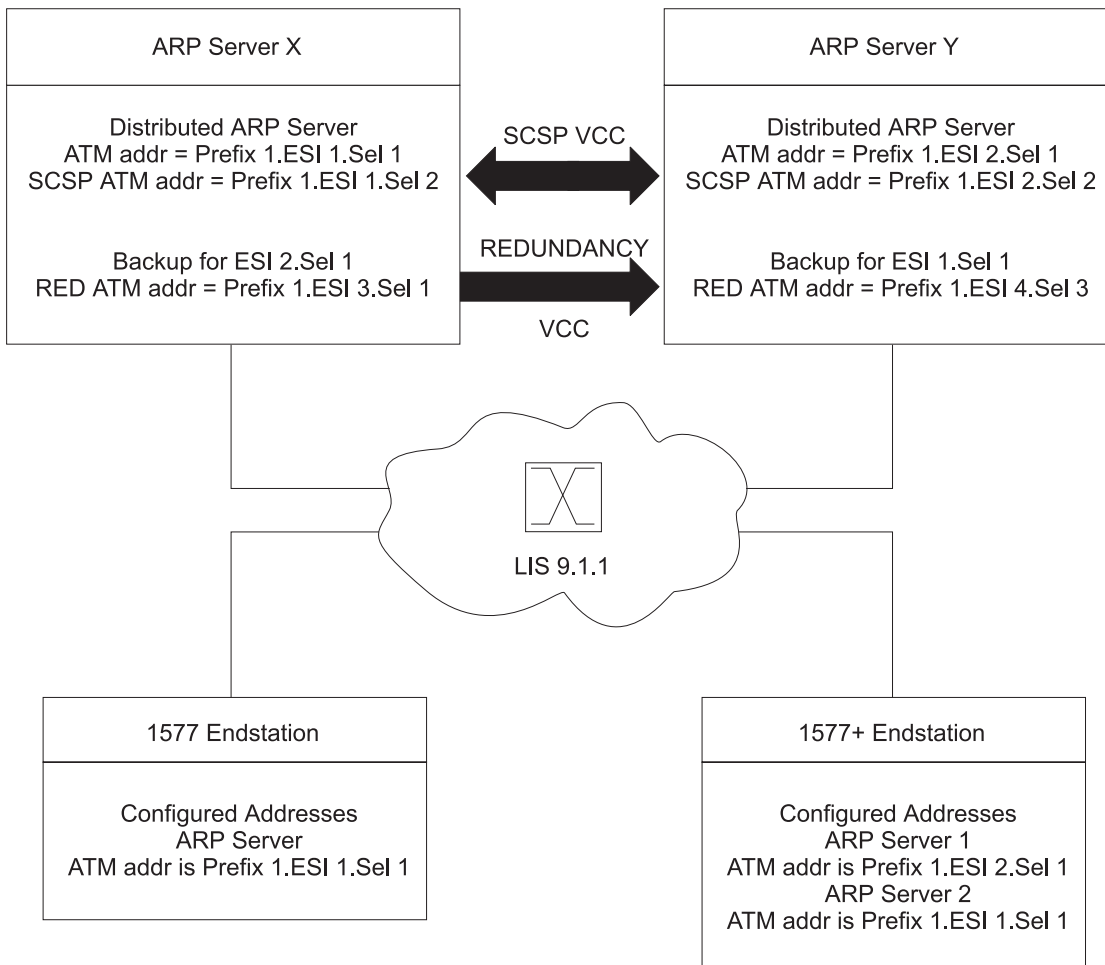 ARP Server X
Distributed ARP Server
ATM addr = Prefix 1.ESI 1.Sel 1
SCSP ATM addr = Prefix 1.ESI 1.Sel 2
Backup for ESI 2.Sel 1
RED ATM addr = Prefix 1.ESI 3.Sel 1
SCSP VCC
REDUNDANCY
VCC
ARP Server Y
Distributed ARP Server
ATM addr = Prefix 1.ESI 2.Sel 1
SCSP ATM addr = Prefix 1.ESI 2.Sel 2
Backup for ESI 1.Sel 1
RED ATM addr = Prefix 1.ESI 4.Sel 3
LIS 9.1.1
1577 Endstation
Configured Addresses
ARP Server
ATM addr is Prefix 1.ESI 1.Sel 1
1577+ Endstation
Configured Addresses
ARP Server 1
ATM addr is Prefix 1.ESI 2.Sel 1
ARP Server 2
ATM addr is Prefix 1.ESI 1.Sel 1